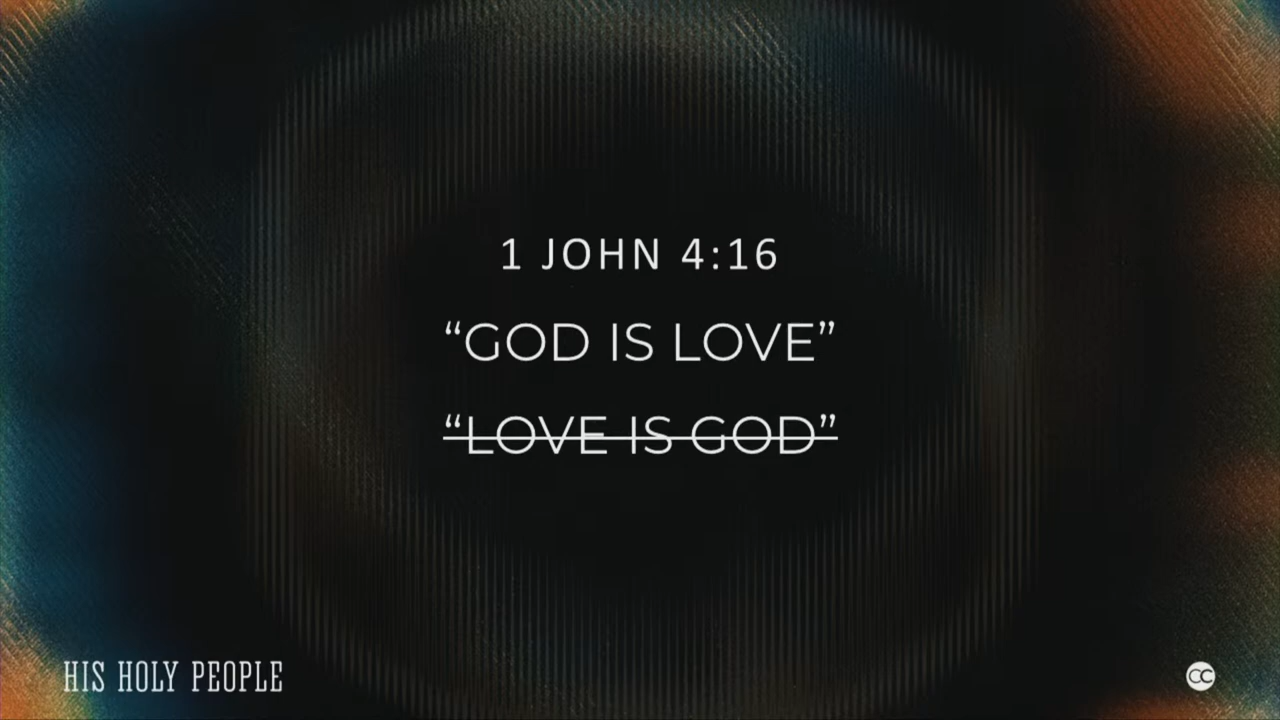 1 JOHN 4:16
“GOD IS LOVE”
“LOVE IS GOD”
HIS HOLY PEOPLE
CC